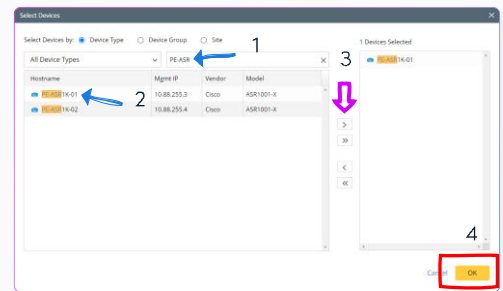 Select Devices
Select Devices by: Device Type Device Group Site
1
1 Devices Selected
All Device Types
PE-ASR
3
PE-ASR1K-01
Hostname Mgmt IP Vendor Model
PE-ASR1K-01 10.88.255.3 Cisco ASR1001-X
2
PE-ASR1K-02 10.88.255.4 Cisco ASR1001-X
>
>>
<
<<
4
Cancel OK